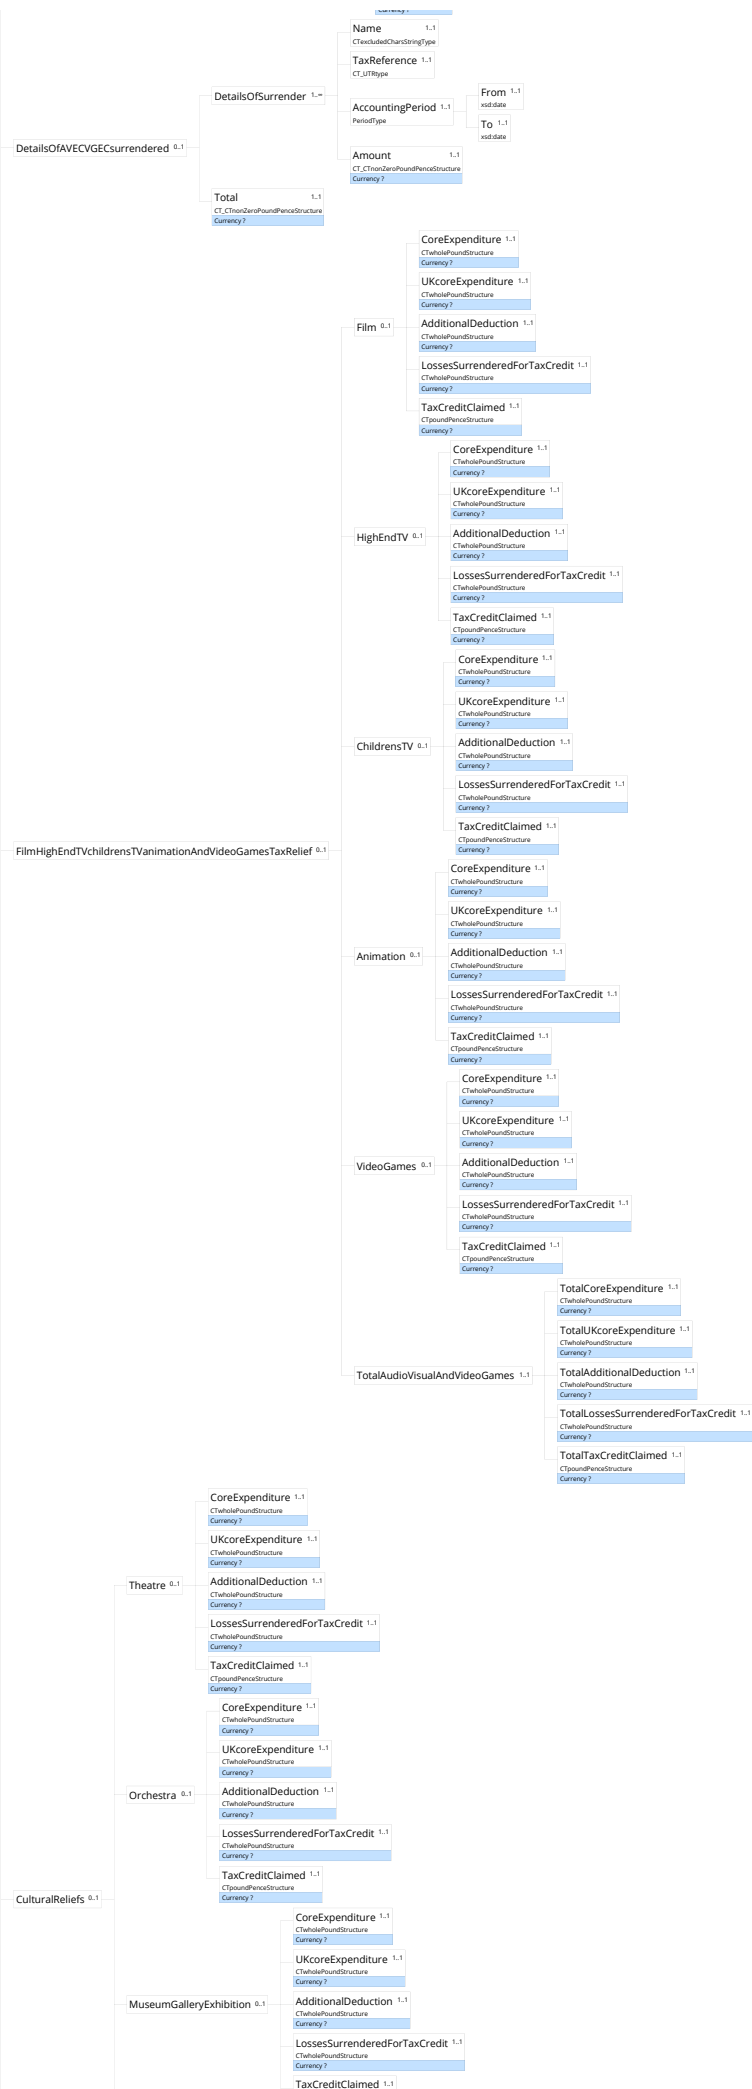 Currency ?
Name 1..1
CTexcludedCharsStringType
TaxReference 1..1
CT_UTRtype
DetailsOfSurrender 1..∞
From 1..1
xsd:date
AccountingPeriod 1..1
PeriodType
To 1..1
xsd:date
DetailsOfAVECVGECsurrendered 0..1
Amount 1..1
CT_CTnonZeroPoundPenceStructure
Currency ?
Total 1..1
CT_CTnonZeroPoundPenceStructure
Currency ?
CoreExpenditure 1..1
CTwholePoundStructure
Currency ?
UKcoreExpenditure 1..1
CTwholePoundStructure
Currency ?
Film 0..1
AdditionalDeduction 1..1
CTwholePoundStructure
Currency ?
LossesSurrenderedForTaxCredit 1..1
CTwholePoundStructure
Currency ?
TaxCreditClaimed 1..1
CTpoundPenceStructure
Currency ?
CoreExpenditure 1..1
CTwholePoundStructure
Currency ?
UKcoreExpenditure 1..1
CTwholePoundStructure
Currency ?
HighEndTV 0..1
AdditionalDeduction 1..1
CTwholePoundStructure
Currency ?
LossesSurrenderedForTaxCredit 1..1
CTwholePoundStructure
Currency ?
TaxCreditClaimed 1..1
CTpoundPenceStructure
Currency ?
CoreExpenditure 1..1
CTwholePoundStructure
Currency ?
UKcoreExpenditure 1..1
CTwholePoundStructure
Currency ?
ChildrensTV 0..1
AdditionalDeduction 1..1
CTwholePoundStructure
Currency ?
LossesSurrenderedForTaxCredit 1..1
CTwholePoundStructure
Currency ?
TaxCreditClaimed 1..1
CTpoundPenceStructure
Currency ?
FilmHighEndTVchildrensTVanimationAndVideoGamesTaxRelief 0..1
CoreExpenditure 1..1
CTwholePoundStructure
Currency ?
UKcoreExpenditure 1..1
CTwholePoundStructure
Currency ?
Animation 0..1
AdditionalDeduction 1..1
CTwholePoundStructure
Currency ?
LossesSurrenderedForTaxCredit 1..1
CTwholePoundStructure
Currency ?
TaxCreditClaimed 1..1
CTpoundPenceStructure
Currency ?
CoreExpenditure 1..1
CTwholePoundStructure
Currency ?
UKcoreExpenditure 1..1
CTwholePoundStructure
Currency ?
VideoGames 0..1
AdditionalDeduction 1..1
CTwholePoundStructure
Currency ?
LossesSurrenderedForTaxCredit 1..1
CTwholePoundStructure
Currency ?
TaxCreditClaimed 1..1
CTpoundPenceStructure
Currency ?
TotalCoreExpenditure 1..1
CTwholePoundStructure
Currency ?
TotalUKcoreExpenditure 1..1
CTwholePoundStructure
Currency ?
TotalAudioVisualAndVideoGames 1..1
TotalAdditionalDeduction 1..1
CTwholePoundStructure
Currency ?
TotalLossesSurrenderedForTaxCredit 1..1
CTwholePoundStructure
Currency ?
TotalTaxCreditClaimed 1..1
CTpoundPenceStructure
Currency ?
CoreExpenditure 1..1
CTwholePoundStructure
Currency ?
UKcoreExpenditure 1..1
CTwholePoundStructure
Currency ?
Theatre 0..1
AdditionalDeduction 1..1
CTwholePoundStructure
Currency ?
LossesSurrenderedForTaxCredit 1..1
CTwholePoundStructure
Currency ?
TaxCreditClaimed 1..1
CTpoundPenceStructure
Currency ?
CoreExpenditure 1..1
CTwholePoundStructure
Currency ?
UKcoreExpenditure 1..1
CTwholePoundStructure
Currency ?
Orchestra 0..1
AdditionalDeduction 1..1
CTwholePoundStructure
Currency ?
LossesSurrenderedForTaxCredit 1..1
CTwholePoundStructure
Currency ?
TaxCreditClaimed 1..1
CTpoundPenceStructure
Currency ?
CulturalReliefs 0..1
CoreExpenditure 1..1
CTwholePoundStructure
Currency ?
UKcoreExpenditure 1..1
CTwholePoundStructure
Currency ?
MuseumGalleryExhibition 0..1
AdditionalDeduction 1..1
CTwholePoundStructure
Currency ?
LossesSurrenderedForTaxCredit 1..1
CTwholePoundStructure
Currency ?
TaxCreditClaimed 1..1